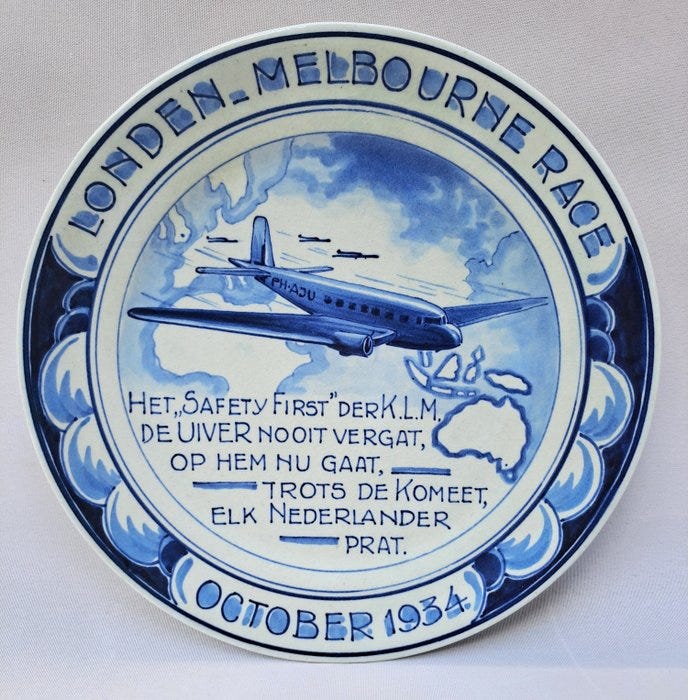 LONDEN-MELBOURNE RACE
PH-AJU
HET „SAFETY FIRST" DER K.L.M.
DE UIVER NOOIT VERGAT,
OP HEM NU GAAT, —
— TROTS DE KOMEET,
ELK NEDERLANDER
— PRAT.
OCTOBER 1934